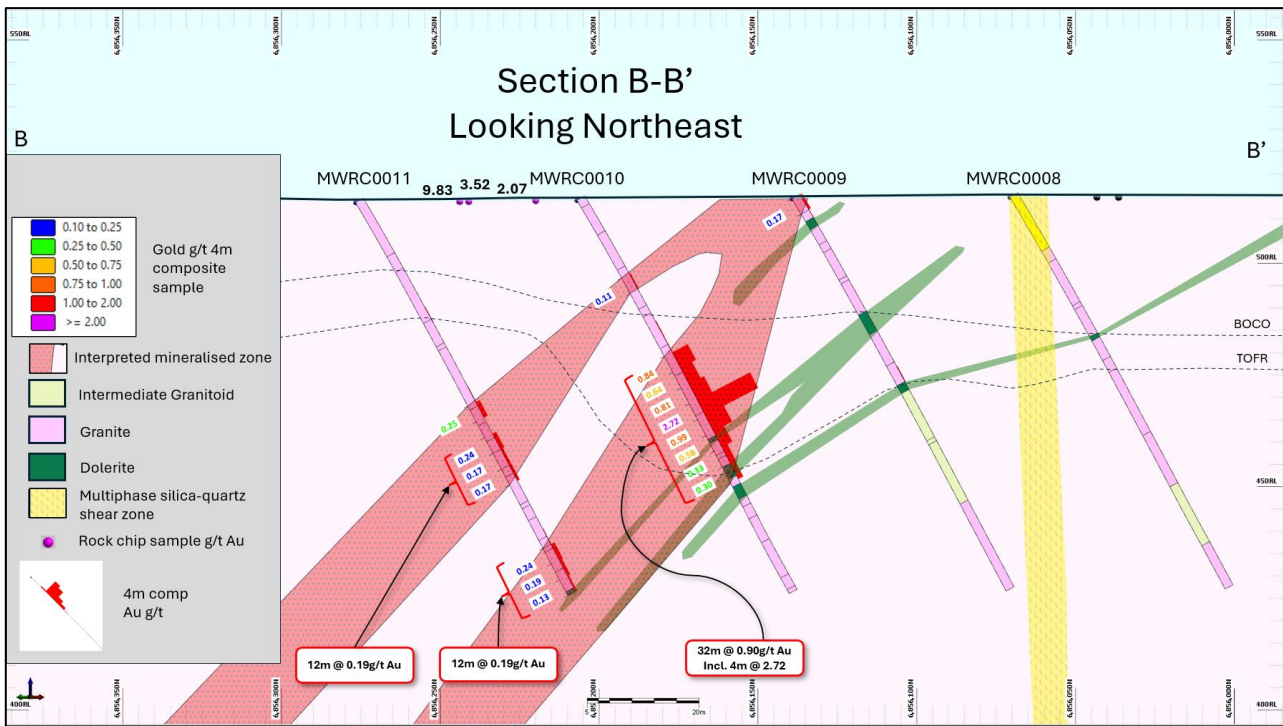 550RL
6,856,350N
6,856,300N
6,856,250N
6,856,200N
6,856,150N
6,856,100N
6,856,050N
6,856,000N
550RL
Section B-B’
Looking Northeast
B
B’
MWRC0011
9.83
3.52
2.07
MWRC0010
MWRC0009
MWRC0008
0.10 to 0.25
0.25 to 0.50
0.50 to 0.75
0.75 to 1.00
1.00 to 2.00
>= 2.00
Gold g/t 4m
composite
sample
Interpreted mineralised zone
Intermediate Granitoid
Granite
Dolerite
Multiphase silica-quartz
shear zone
Rock chip sample g/t Au
4m comp
Au g/t
0.17
500RL
0.11
BOCO
TOFR
0.84
0.64
0.81
2.72
0.99
0.58
0.33
0.30
0.25
0.24
0.17
0.17
450RL
0.24
0.19
0.13
12m @ 0.19g/t Au
12m @ 0.19g/t Au
32m @ 0.90g/t Au
Incl. 4m @ 2.72
400RL
6,856,350N
6,856,300N
6,856,250N
6,856,200N
6,856,150N
6,856,100N
6,856,050N
6,856,000N
400RL
20m